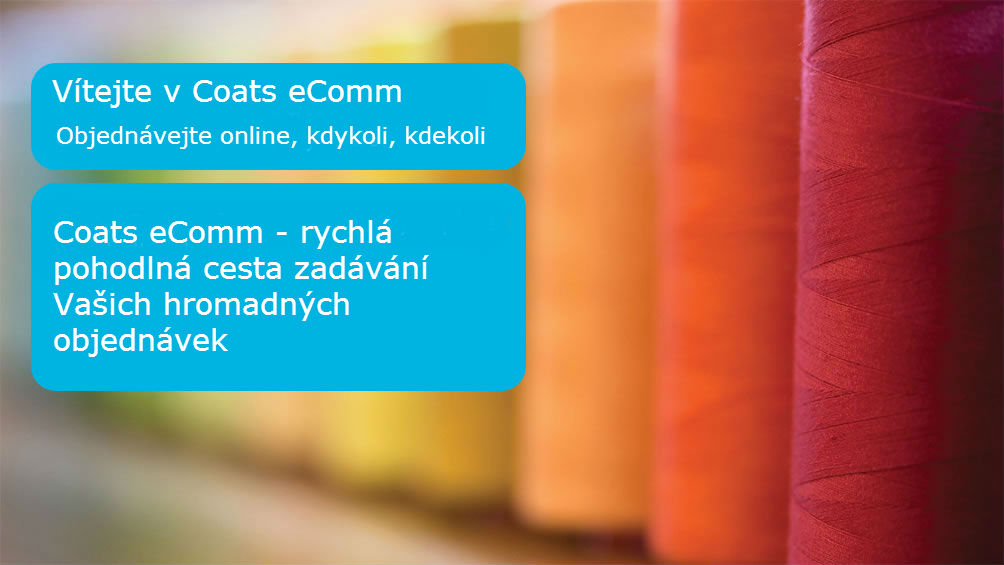 Vítejte v Coats eComm
Objednávejte online, kdykoli, kdekoli
Coats eComm - rychlá
pohodlná cesta zadávání
Vašich hromadných
objednávek